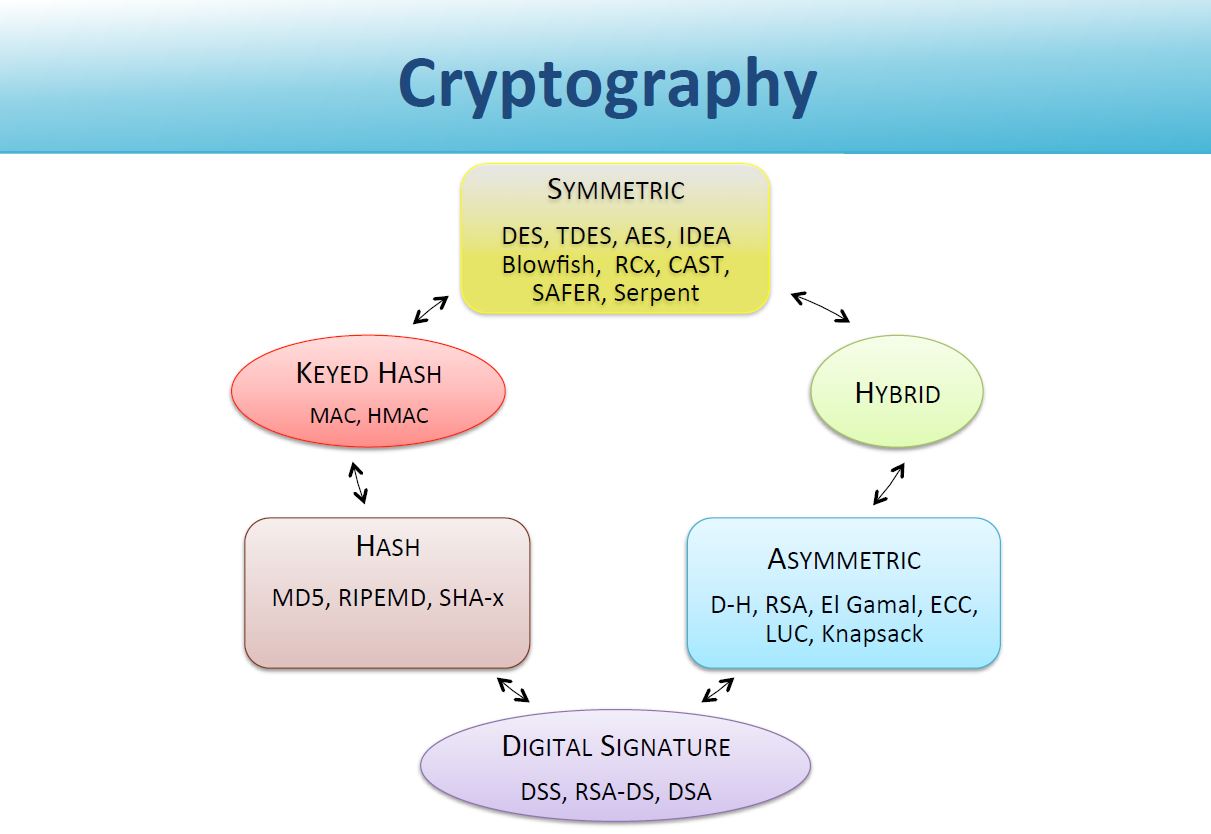 Cryptography
SYMMETRIC
DES, TDES, AES, IDEA
Blowfish, RCx, CAST,
SAFER, Serpent
KEYED HASH
MAC, HMAC
HYBRID
HASH
MD5, RIPEMD, SHA-x
ASYMMETRIC
D-H, RSA, El Gamal, ECC,
LUC, Knapsack
DIGITAL SIGNATURE
DSS, RSA-DS, DSA